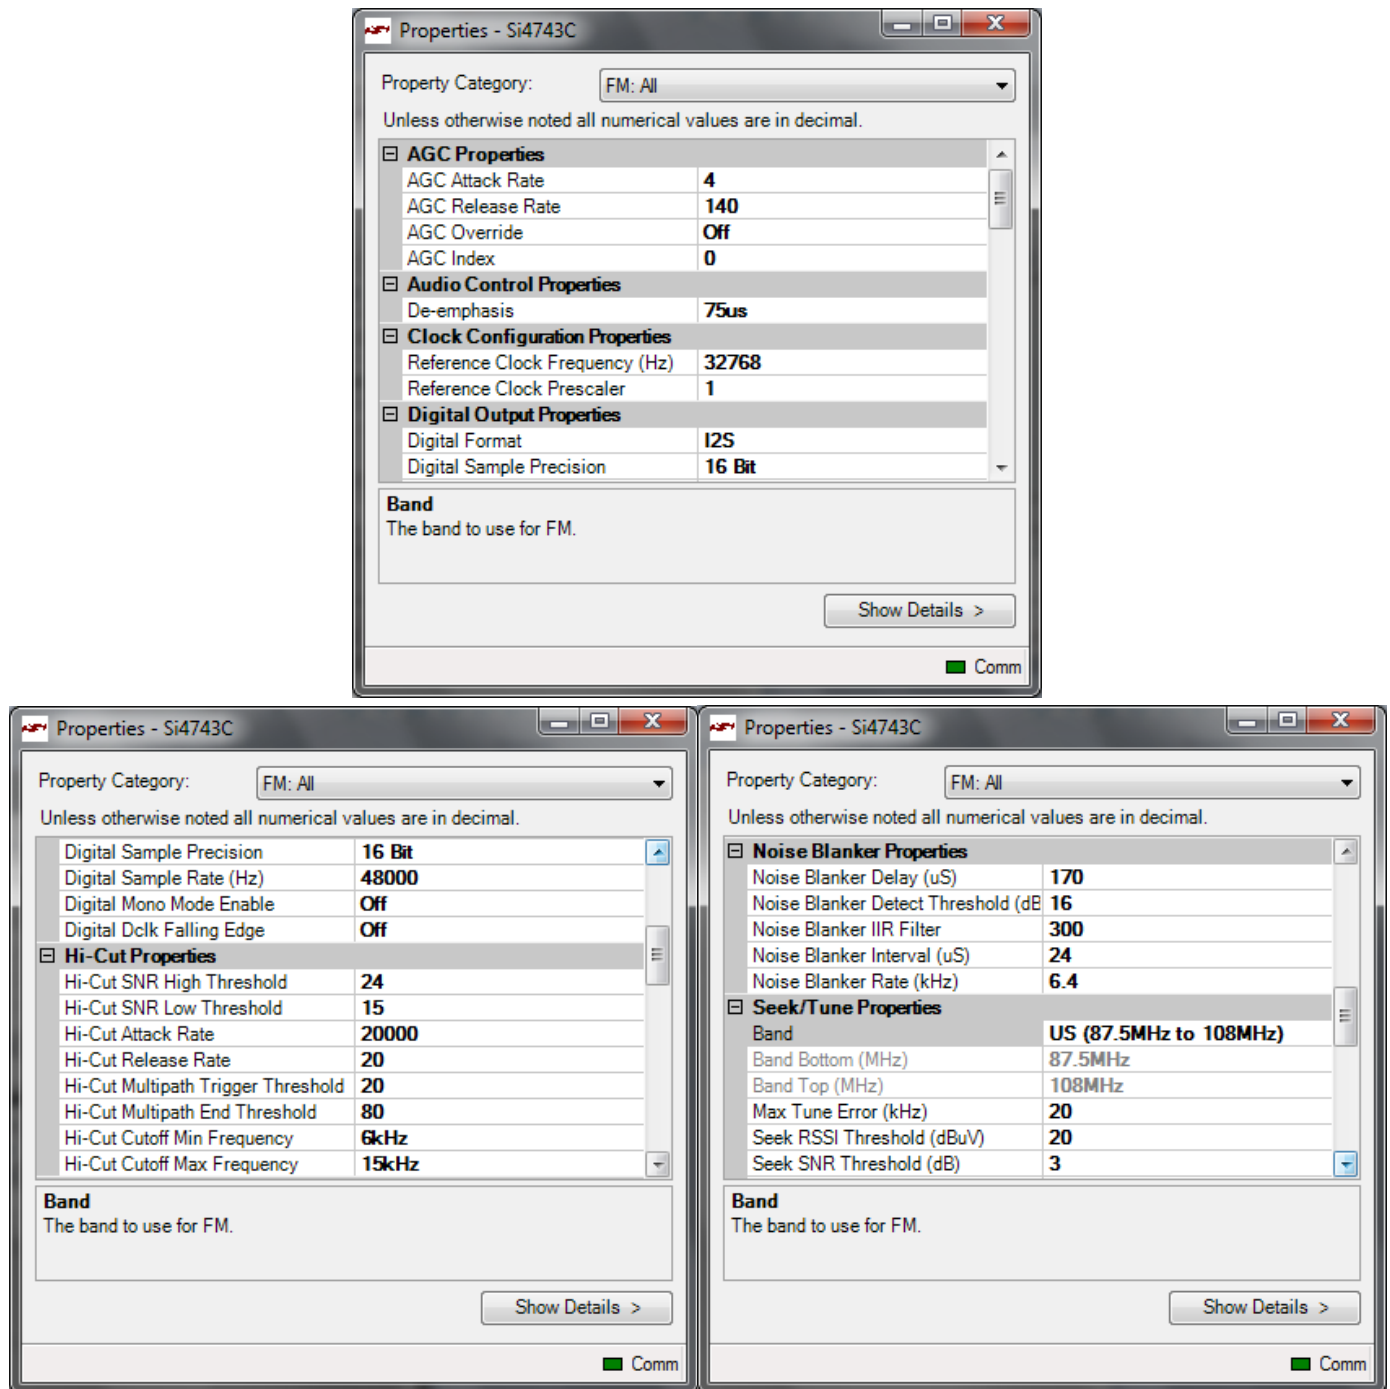 Properties - Si4743C
Property Category: FM: All
Unless otherwise noted all numerical values are in decimal.
AGC Properties
AGC Attack Rate 4
AGC Release Rate 140
AGC Override Off
AGC Index 0
Audio Control Properties
De-emphasis 75us
Clock Configuration Properties
Reference Clock Frequency (Hz) 32768
Reference Clock Prescaler 1
Digital Output Properties
Digital Format I2S
Digital Sample Precision 16 Bit
Band
The band to use for FM.
Show Details >
Comm
Properties - Si4743C
Property Category: FM: All
Unless otherwise noted all numerical values are in decimal.
Digital Sample Precision 16 Bit
Digital Sample Rate (Hz) 48000
Digital Mono Mode Enable Off
Digital Dclk Falling Edge Off
Hi-Cut Properties
Hi-Cut SNR High Threshold 24
Hi-Cut SNR Low Threshold 15
Hi-Cut Attack Rate 20000
Hi-Cut Release Rate 20
Hi-Cut Multipath Trigger Threshold 20
Hi-Cut Multipath End Threshold 80
Hi-Cut Cutoff Min Frequency 6kHz
Hi-Cut Cutoff Max Frequency 15kHz
Band
The band to use for FM.
Show Details >
Comm
Properties - Si4743C
Property Category: FM: All
Unless otherwise noted all numerical values are in decimal.
Noise Blanker Properties
Noise Blanker Delay (uS) 170
Noise Blanker Detect Threshold (dB 16
Noise Blanker IIR Filter 300
Noise Blanker Interval (uS) 24
Noise Blanker Rate (kHz) 6.4
Seek/Tune Properties
Band US (87.5MHz to 108MHz)
Band Bottom (MHz) 87.5MHz
Band Top (MHz) 108MHz
Max Tune Error (kHz) 20
Seek RSSI Threshold (dBuV) 20
Seek SNR Threshold (dB) 3
Band
The band to use for FM.
Show Details >
Comm